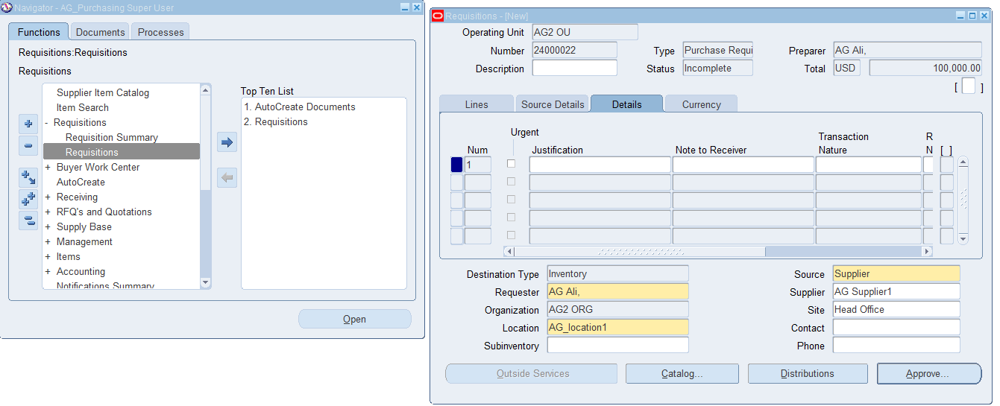 Navigator - AG_Purchasing Super User
Functions Documents Processes
Requisitions:Requisitions
Requisitions
Supplier Item Catalog
Item Search
- Requisitions
Requisition Summary
Requisitions
+ Buyer Work Center
AutoCreate
+ Receiving
+ RFQ's and Quotations
+ Supply Base
+ Management
+ Items
+ Accounting
Notifications Summary
Top Ten List
1. AutoCreate Documents
2. Requisitions
Open
Requisitions - [New]
Operating Unit AG2 OU
Number 24000022 Type Purchase Requi Preparer AG Ali,
Description Status Incomplete Total USD 100,000.00
[ ]
Lines Source Details Details Currency
Urgent
Transaction R
Num Justification Note to Receiver Nature N [ ]
1
Destination Type Inventory Source Supplier
Requester AG Ali, Supplier AG Supplier1
Organization AG2 ORG Site Head Office
Location AG_location1 Contact
Subinventory Phone
Outside Services Catalog... Distributions Approve...